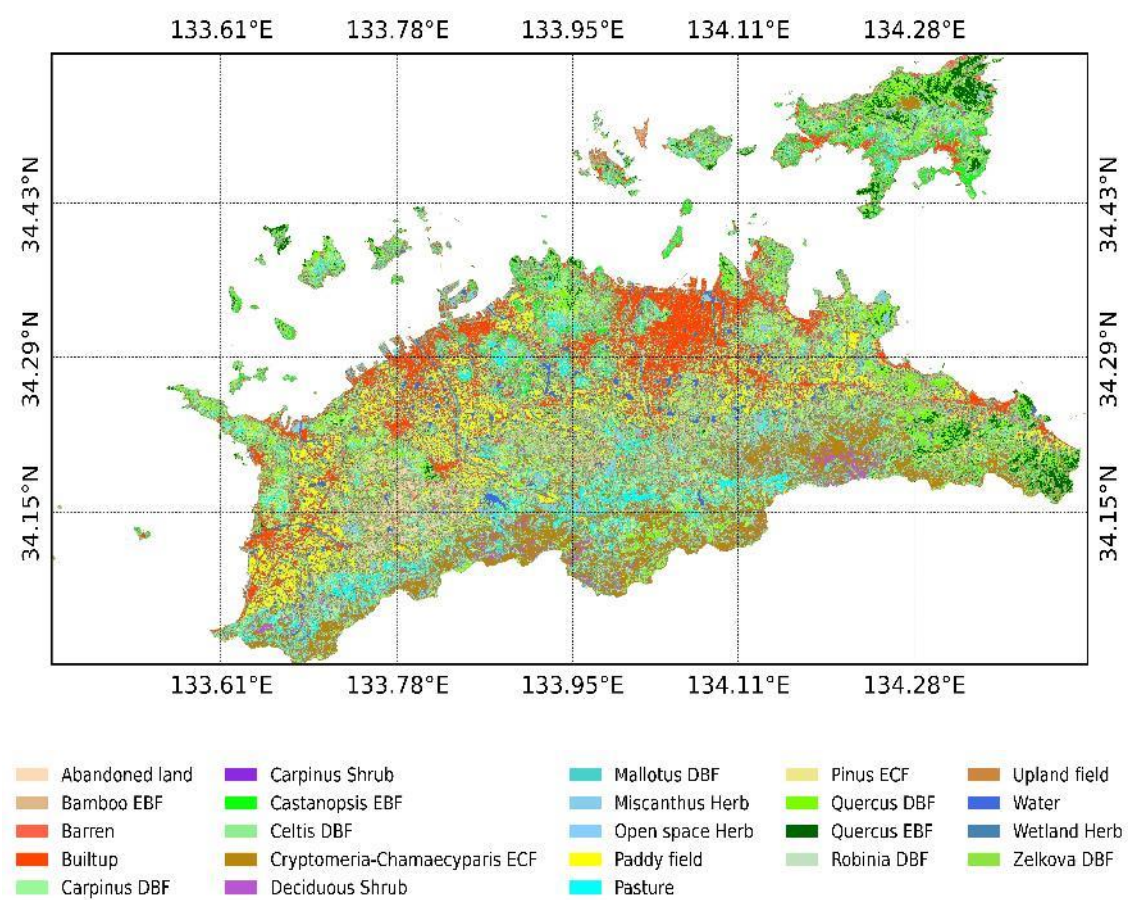 133.61°E 133.78°E 133.95°E 134.11°E 134.28°E
34.43°N 34.43°N
34.29°N 34.29°N
34.15°N 34.15°N
133.61°E 133.78°E 133.95°E 134.11°E 134.28°E
Abandoned land Carpinus Shrub Mallotus DBF Pinus ECF Upland field
Bamboo EBF Castanopsis EBF Miscanthus Herb Quercus DBF Water
Barren Celtis DBF Open space Herb Quercus EBF Wetland Herb
Builtup Cryptomeria-Chamaecyparis ECF Paddy field Robinia DBF Zelkova DBF
Carpinus DBF Deciduous Shrub Pasture